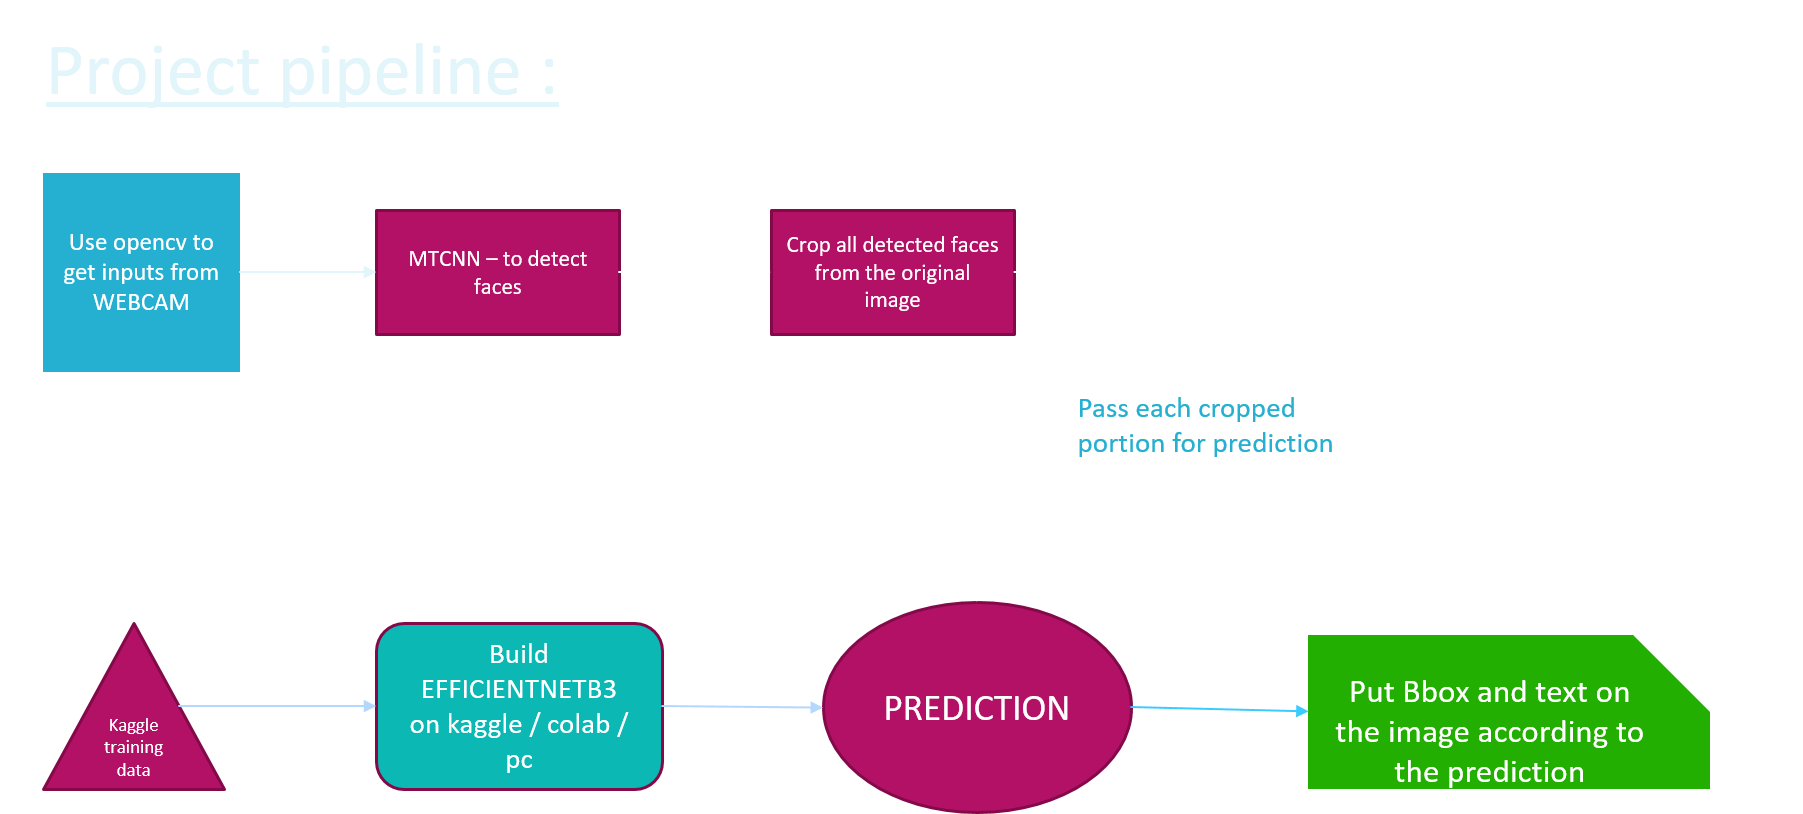 Project pipeline :
Use opencv to
get inputs from
WEBCAM
MTCNN – to detect
faces
Crop all detected faces
from the original
image
Pass each cropped
portion for prediction
Kaggle
training
data
Build
EFFICIENTNETB3
on kaggle / colab /
pc
PREDICTION
Put Bbox and text on
the image according to
the prediction